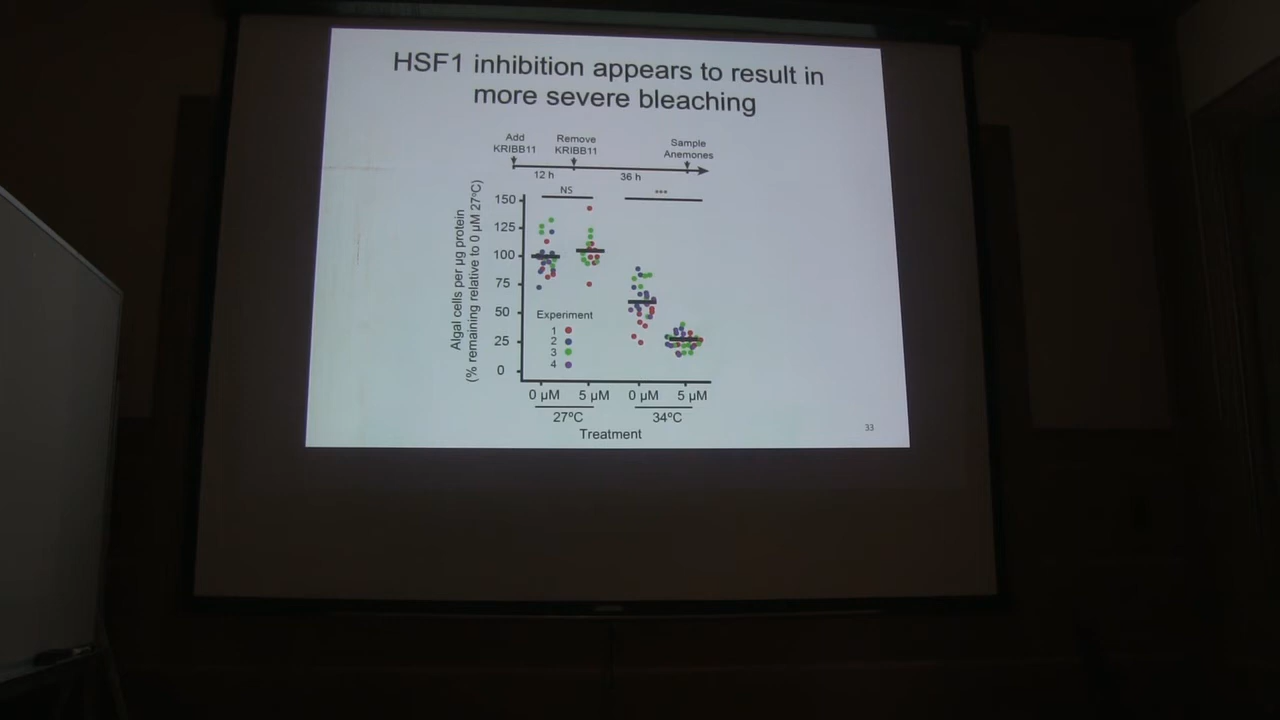 HSF1 inhibition appears to result in
more severe bleaching
Add
KRIBB11
Remove
KRIBB11
Sample
Anemones
12 h
36 h
NS
***
Algal cells per µg protein
(% remaining relative to 0 µM 27ºC)
150
125
100
75
50
25
0
Experiment
1
2
3
4
0 µM
5 µM
0 µM
5 µM
27ºC
34ºC
Treatment
33